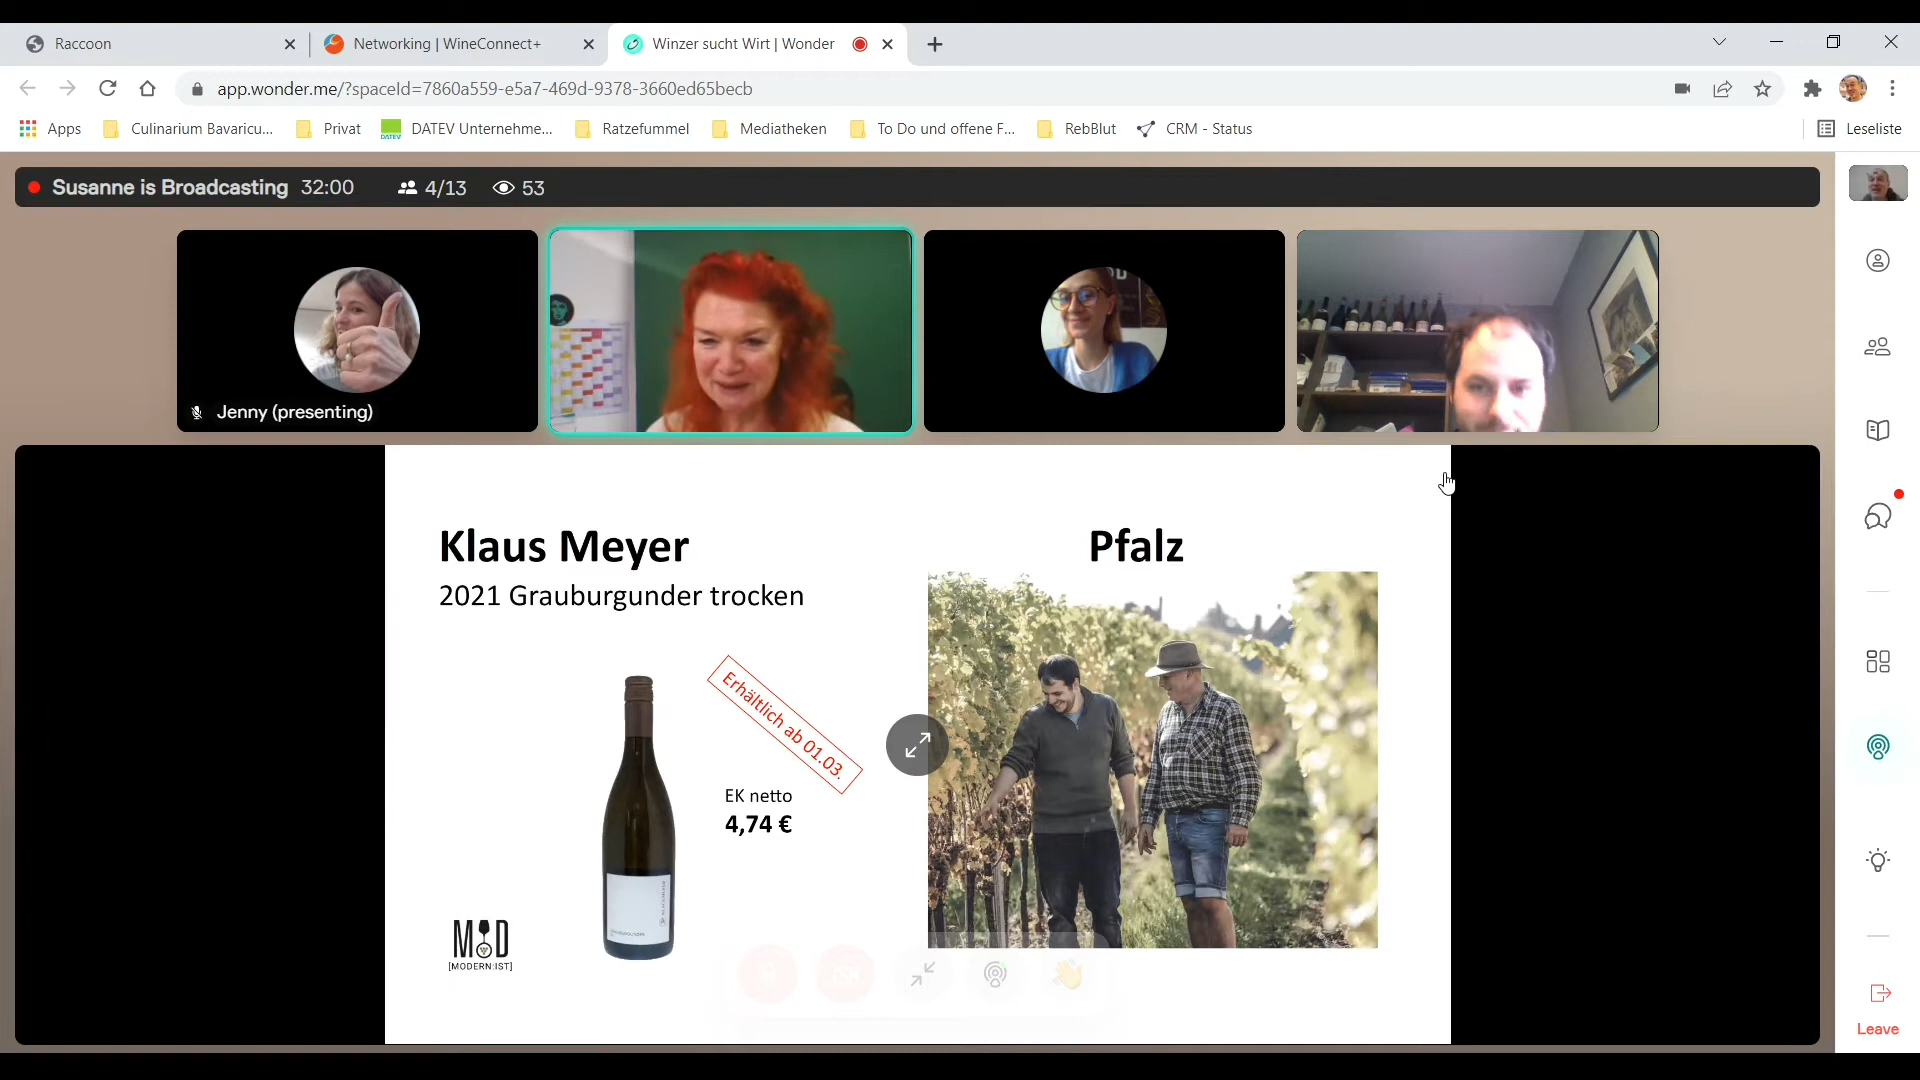 Raccoon
Networking | WineConnect+
Winzer sucht Wirt | Wonder
app.wonder.me/?spaceId=7860a559-e5a7-469d-9378-3660ed65becb
Apps
Culinarium Bavaricu...
Privat
DATEV
DATEV Unternehme...
Ratzefummel
Mediatheken
To Do und offene F...
RebBlut
CRM - Status
Leseliste
Susanne is Broadcasting 32:00 4/13 53
Jenny (presenting)
Klaus Meyer
2021 Grauburgunder trocken
Pfalz
Erhältlich ab 01.03.
EK netto
4,74 €
MOD
[MODERN:IST]
Leave